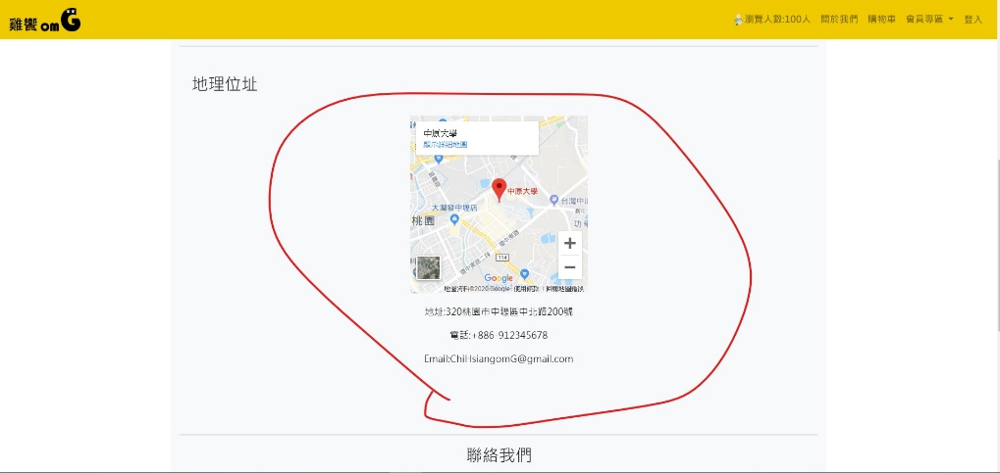 雞饗 omG
瀏覽人數:100人 關於我們 購物車 會員專區 登入
地理位址
中原大學
顯示詳細地圖
中原大學
大潤發中壢店
桃園
114
Google
地圖資料©2020 Google 使用條款 回報地圖錯誤
地址:320桃園市中壢區中北路200號
電話:+886-912345678
Email:ChiHsiangomG@gmail.com
聯絡我們